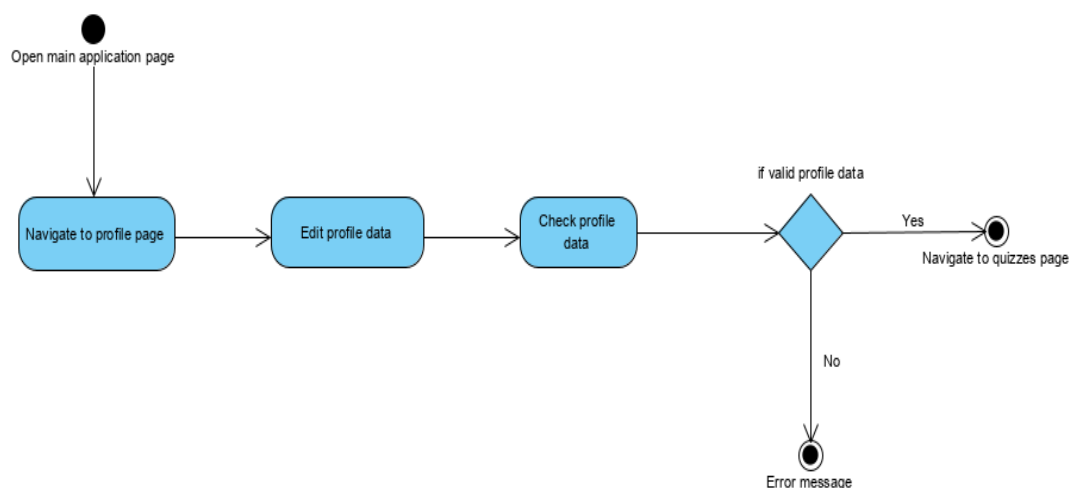 Open main application page
if valid profile data
Navigate to profile page
Edit profile data
Check profile
data
Yes
Navigate to quizzes page
No
Error message